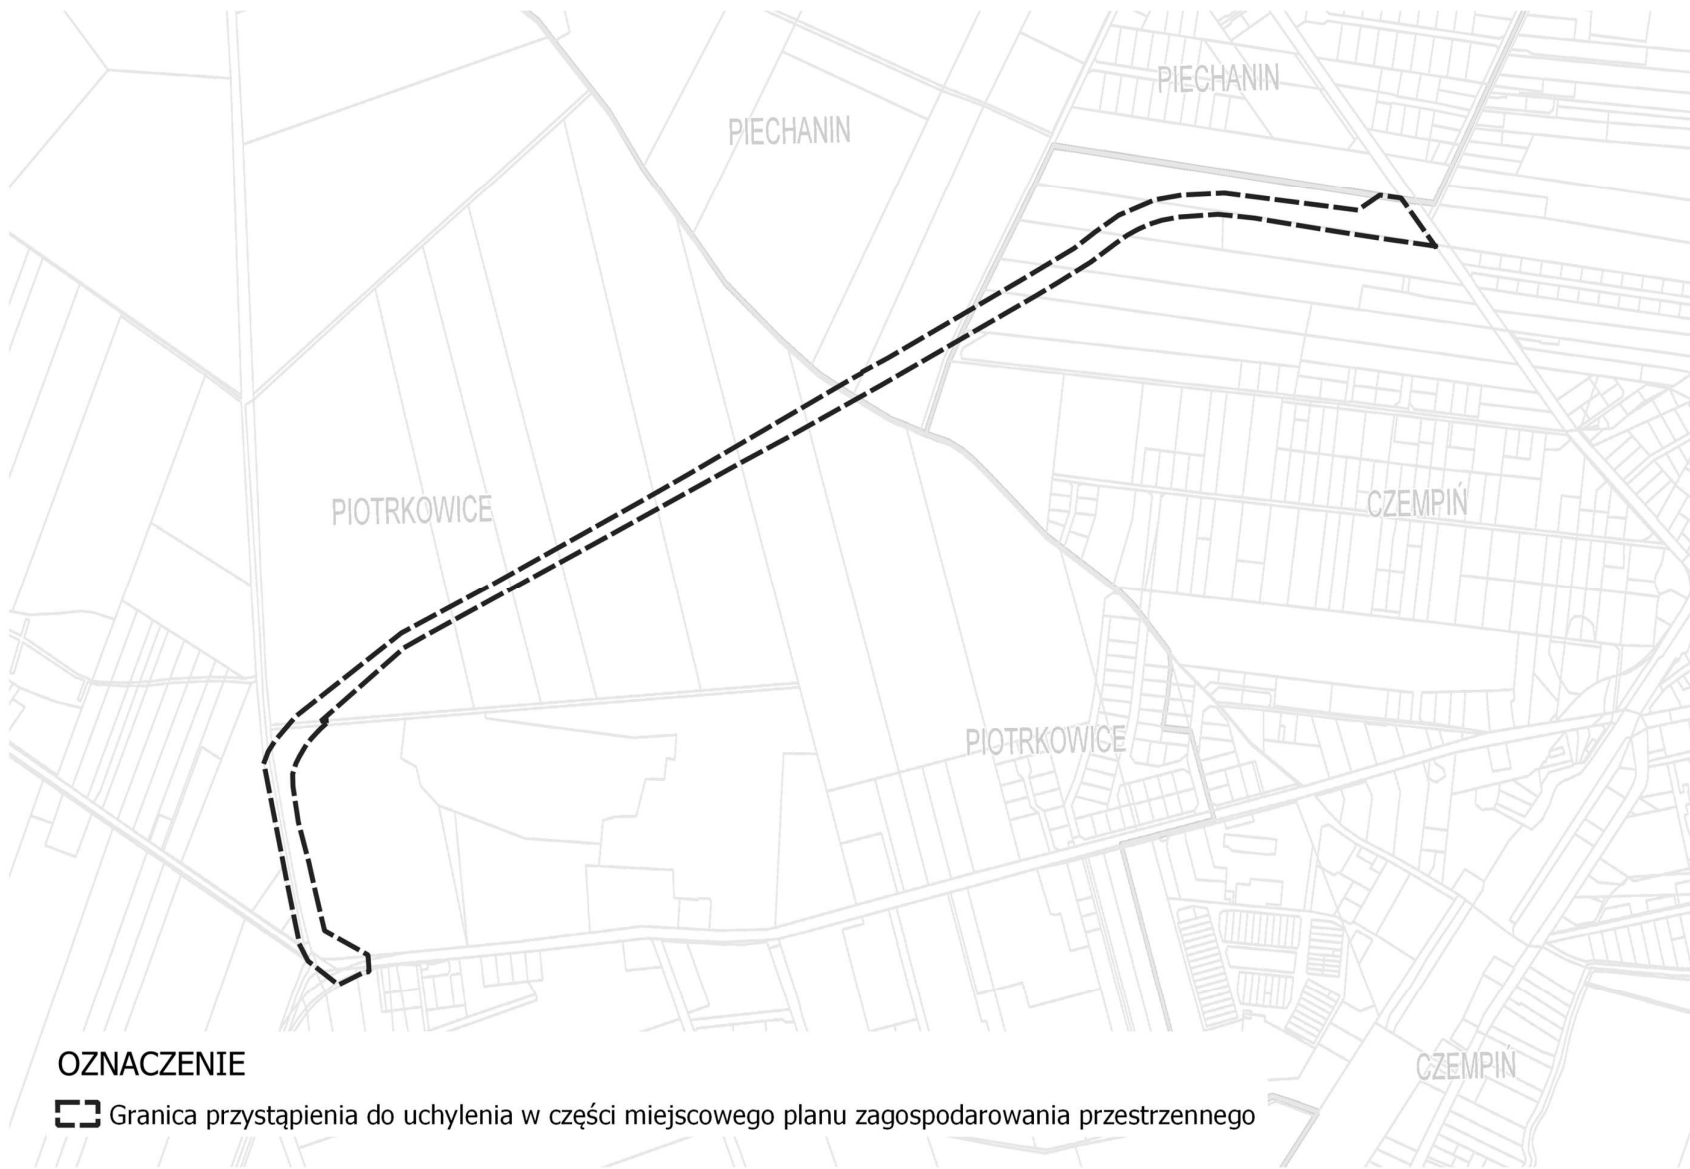 PIECHANIN
PIECHANIN
PIOTRKOWICE
CZEMPIŃ
PIOTRKOWICE
CZEMPIŃ
OZNACZENIE
Granica przystąpienia do uchylenia w części miejscowego planu zagospodarowania przestrzennego